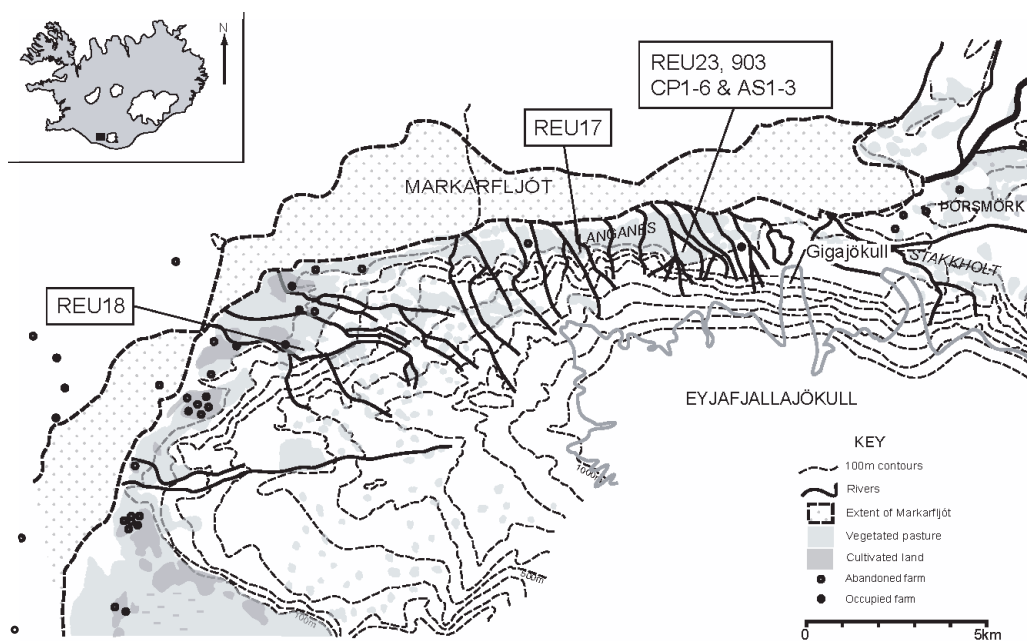 N
REU23, 903
CP1-6 & AS1-3
REU17
MARKARFLJÓT
ÞÓRSMÖRK
LANGANES
Gigajökull
STAKKHOLT
REU18
EYJAFJALLAJÖKULL
1000m
500m
100m
KEY
100m contours
Rivers
Extent of Markarfljót
Vegetated pasture
Cultivated land
Abandoned farm
Occupied farm
0
5km